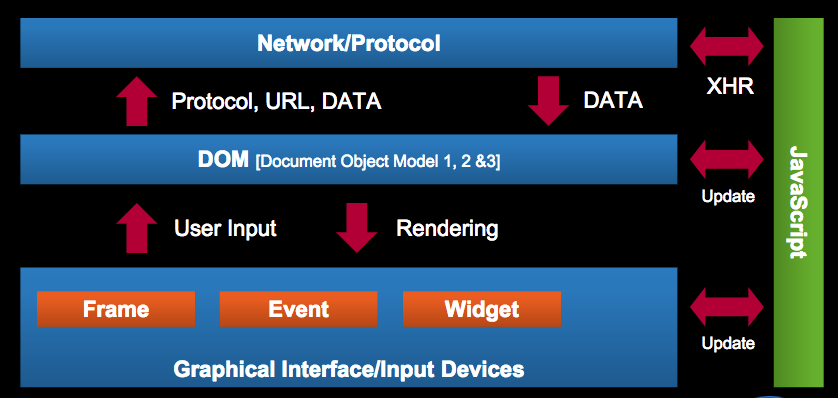 Network/Protocol
Protocol, URL, DATA
DATA
XHR
DOM [Document Object Model 1, 2 &3]
Update
User Input
Rendering
JavaScript
Frame
Event
Widget
Update
Graphical Interface/Input Devices